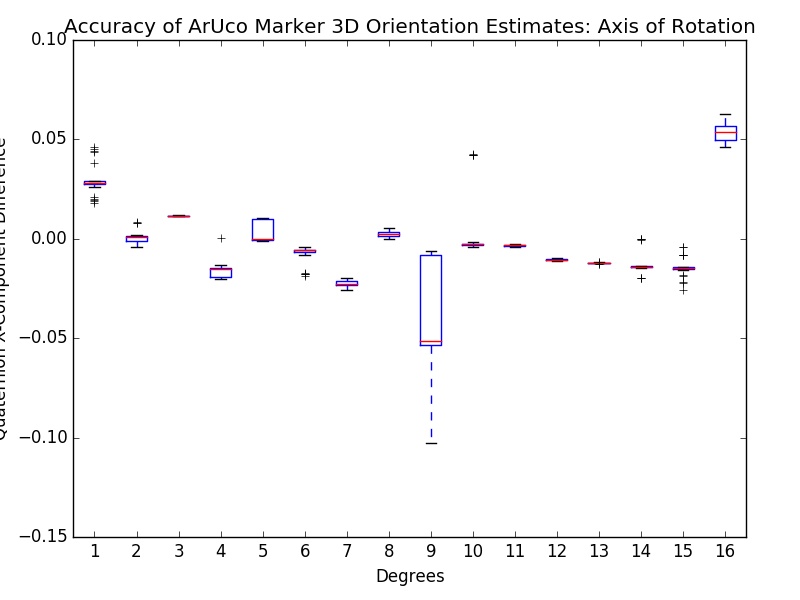 Accuracy of ArUco Marker 3D Orientation Estimates: Axis of Rotation
0.10
0.05
0.00
−0.05
−0.10
−0.15
Quaternion X-Component Difference
1 2 3 4 5 6 7 8 9 10 11 12 13 14 15 16
Degrees